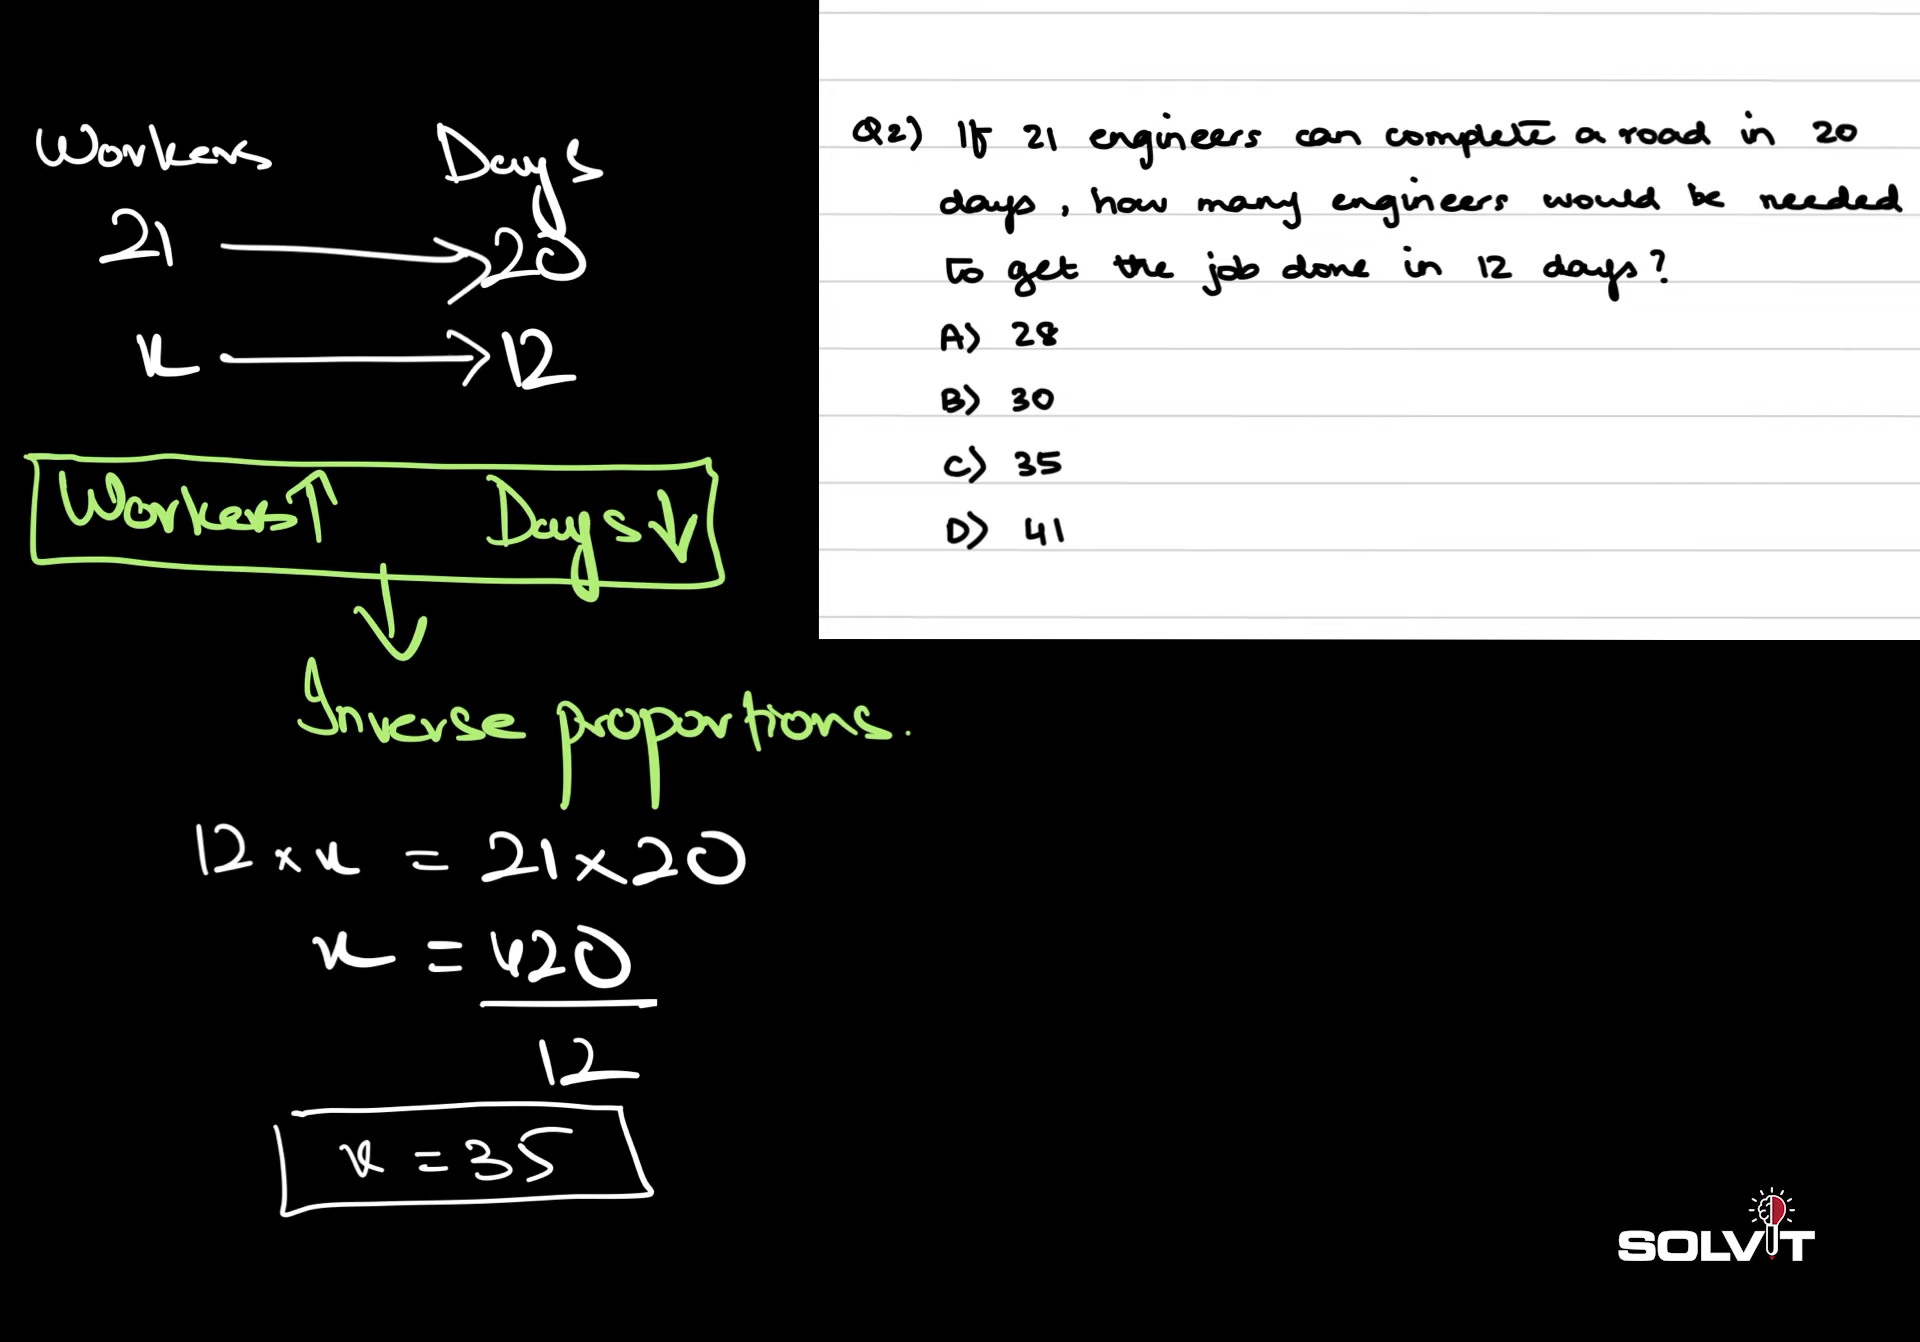 Workers Days
21 → 20
x → 12
Workers↑ Days↓
↓
Inverse proportions.
12 × x = 21 × 20
x = 420
12
x = 35
Q2) If 21 engineers can complete a road in 20
days, how many engineers would be needed
to get the job done in 12 days?
A) 28
B) 30
C) 35
D) 41
SOLVIT